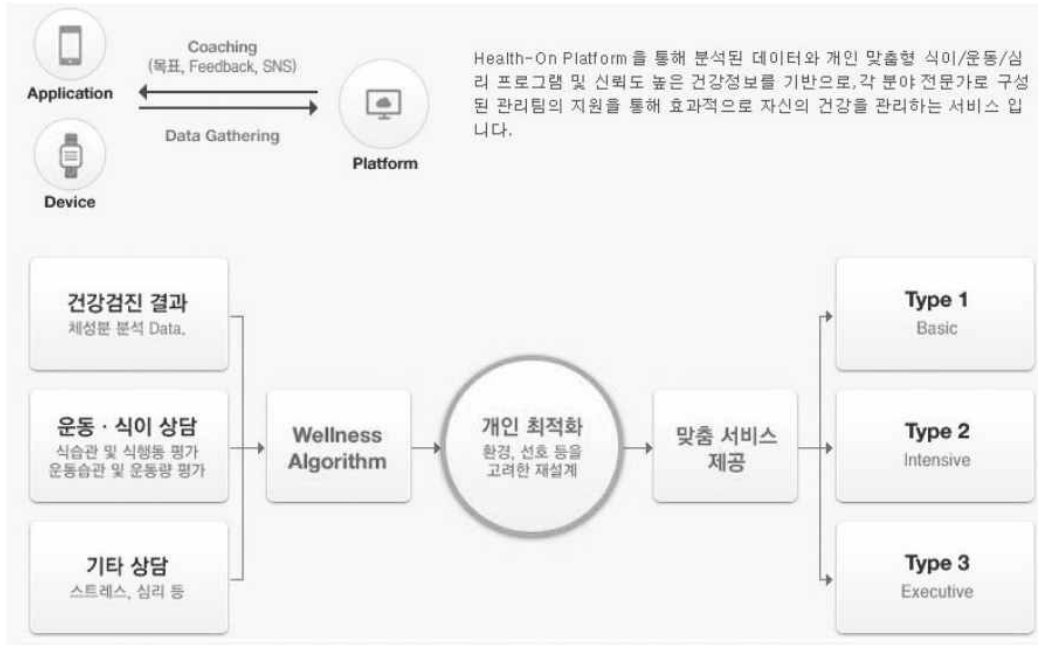 Application
Device
Coaching
(목표, Feedback, SNS)
Data Gathering
Platform
Health-On Platform 을 통해 분석된 데이터와 개인 맞춤형 식이/운동/심
리 프로그램 및 신뢰도 높은 건강정보를 기반으로, 각 분야 전문가로 구성
된 관리팀의 지원을 통해 효과적으로 자신의 건강을 관리하는 서비스 입
니다.
건강검진 결과
체성분 분석 Data,
운동 · 식이 상담
식습관 및 식행동 평가
운동습관 및 운동량 평가
기타 상담
스트레스, 심리 등
Wellness
Algorithm
개인 최적화
환경, 선호 등을
고려한 재설계
맞춤 서비스
제공
Type 1
Basic
Type 2
Intensive
Type 3
Executive